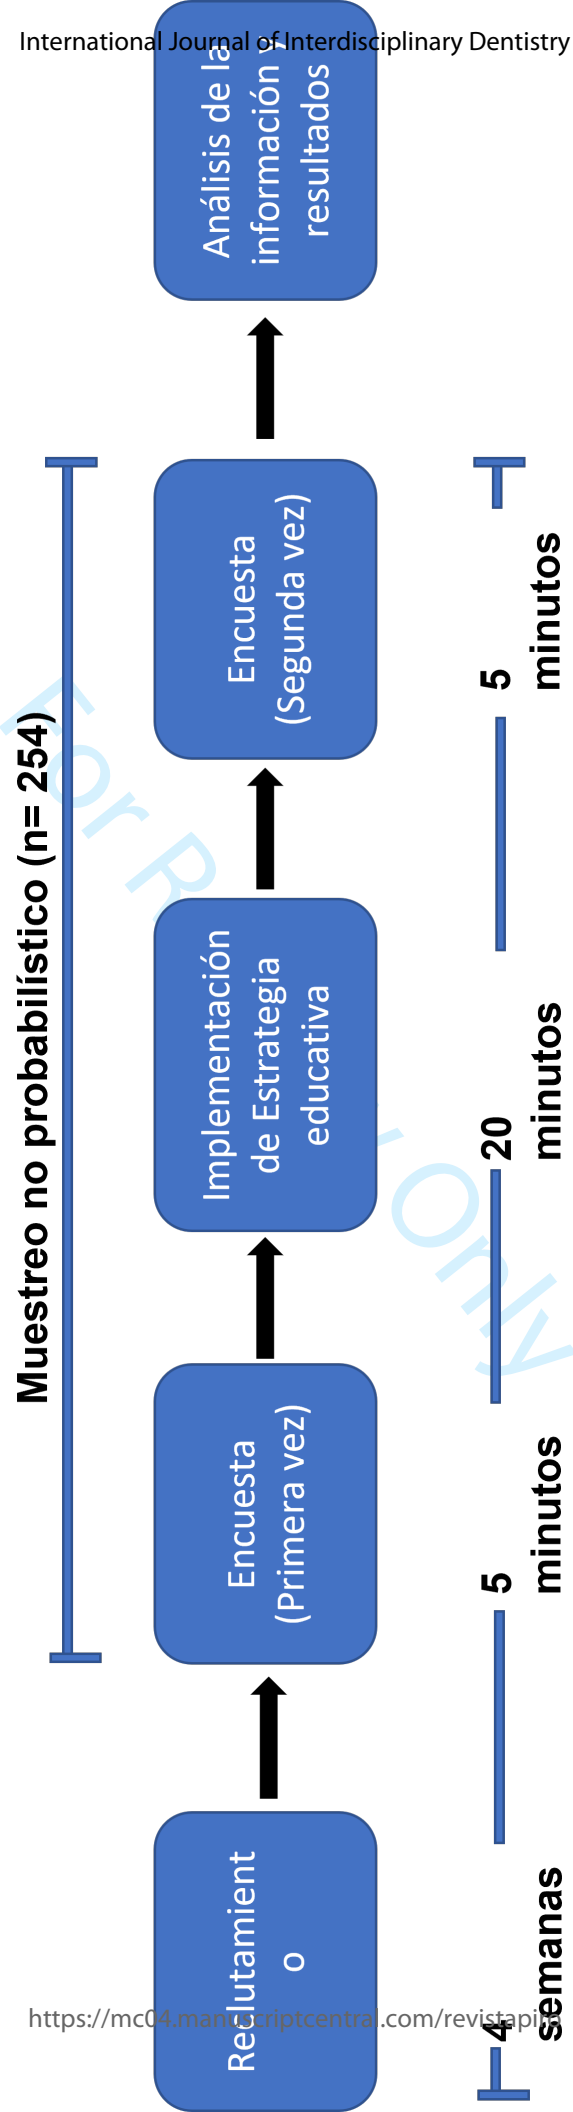 International Journal of Interdisciplinary Dentistry
Muestreo no probabilístico (n= 254)
Reclutamient
o
Encuesta
(Primera vez)
Implementación
de Estrategia
educativa
Encuesta
(Segunda vez)
Análisis de la
información y
resultados
4
semanas
5
minutos
20
minutos
5
minutos
For Review Only
https://mc04.manuscriptcentral.com/revistapiro